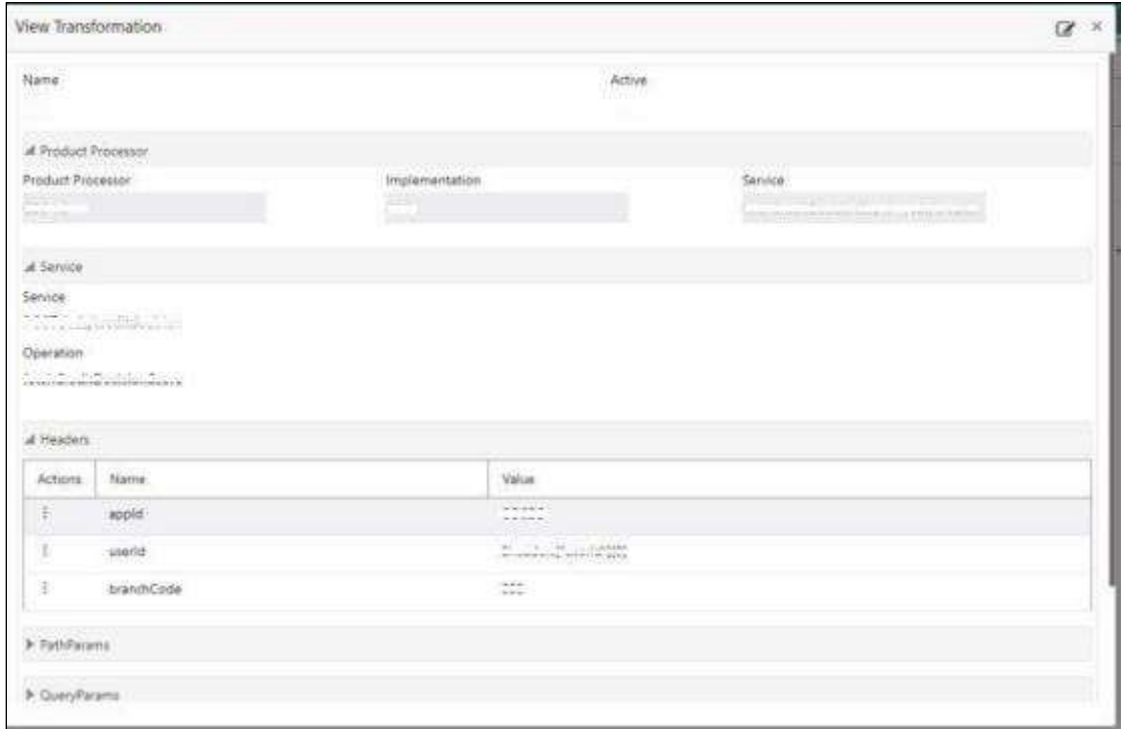 View Transformation
Name Active
Product Processor
Product Processor Implementation Service
Service
Service
Operation
Headers
Actions Name Value
appId
userId
branchCode
PathParams
QueryParams